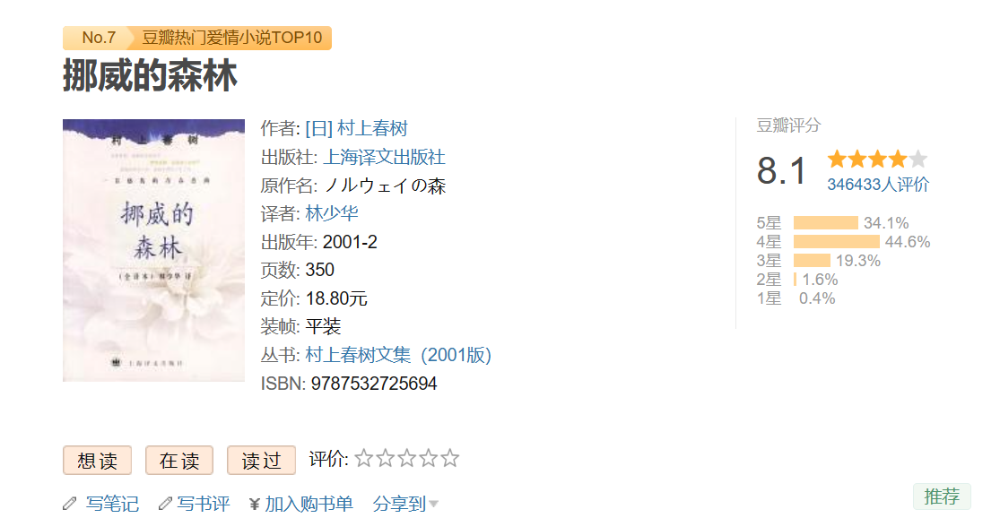 No.7 豆瓣热门爱情小说TOP10
挪威的森林
村上春树
挪威的
森林
(全译本) 林少华 译
上海译文出版社
作者: [日] 村上春树
出版社: 上海译文出版社
原作名: ノルウェイの森
译者: 林少华
出版年: 2001-2
页数: 350
定价: 18.80元
装帧: 平装
丛书: 村上春树文集（2001版）
ISBN: 9787532725694
豆瓣评分
8.1
346433人评价
5星 34.1%
4星 44.6%
3星 19.3%
2星 1.6%
1星 0.4%
想读 在读 读过 评价:
写笔记 写书评 ¥ 加入购书单 分享到
推荐